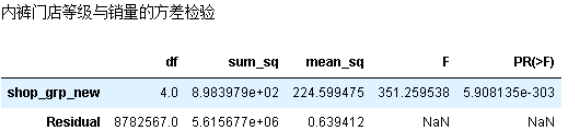 内裤门店等级与销量的方差检验
df sum_sq mean_sq F PR(>F)
shop_grp_new 4.0 8.983979e+02 224.599475 351.259538 5.908135e-303
Residual 8782567.0 5.615677e+06 0.639412 NaN NaN